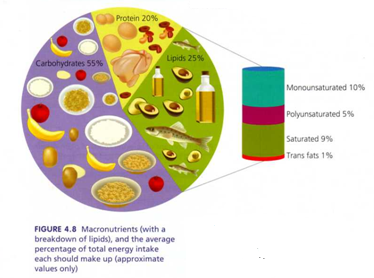 Protein 20%
Carbohydrates 55%
Lipids 25%
Monounsaturated 10%
Polyunsaturated 5%
Saturated 9%
Trans fats 1%
FIGURE 4.8 Macronutrients (with a
breakdown of lipids), and the average
percentage of total energy intake
each should make up (approximate
values only)